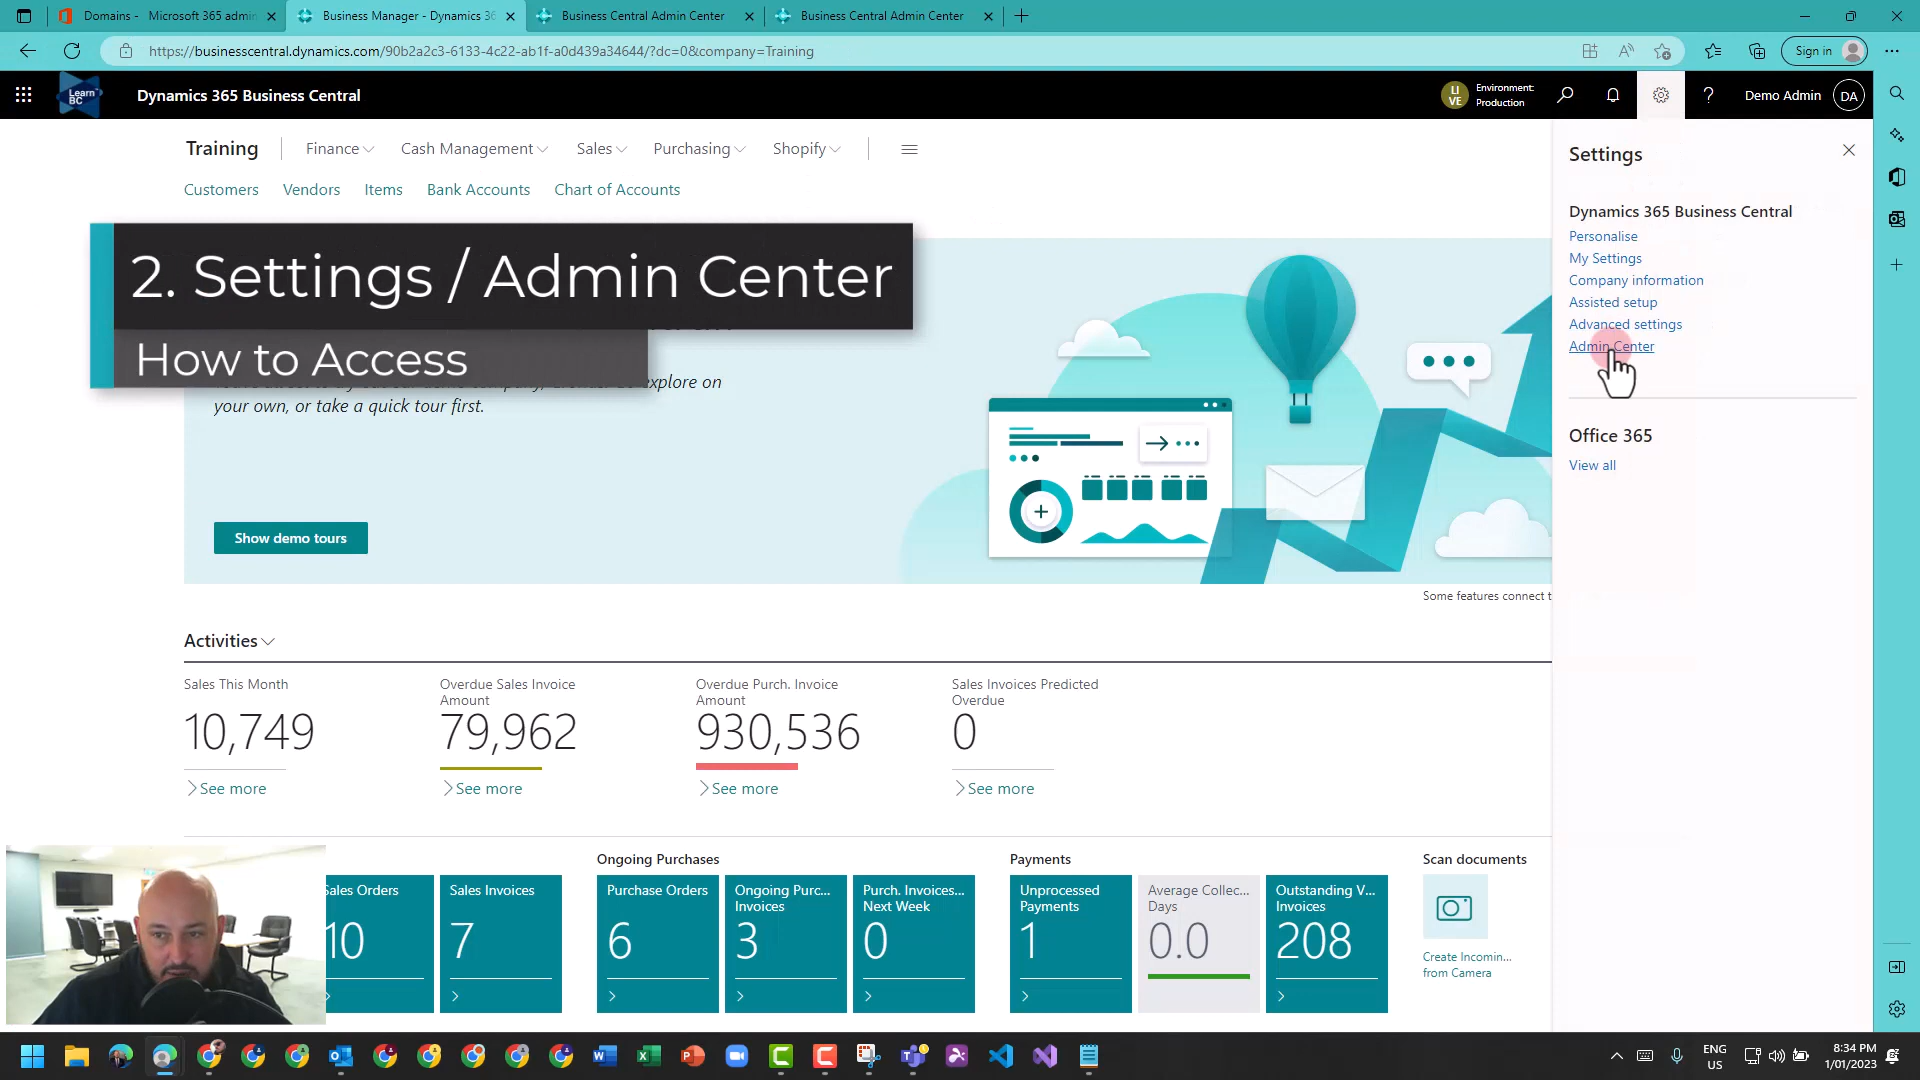 Domains - Microsoft 365 admin
Business Manager - Dynamics 36
Business Central Admin Center
Business Central Admin Center
https://businesscentral.dynamics.com/90b2a2c3-6133-4c22-ab1f-a0d439a34644/?dc=0&company=Training
Sign in
Learn BC
Dynamics 365 Business Central
LI
VE
Environment:
Production
Demo Admin
DA
Training
Finance
Cash Management
Sales
Purchasing
Shopify
Customers
Vendors
Items
Bank Accounts
Chart of Accounts
2. Settings / Admin Center
How to Access
explore on
your own, or take a quick tour first.
Show demo tours
Some features connect t
Settings
Dynamics 365 Business Central
Personalise
My Settings
Company information
Assisted setup
Advanced settings
Admin Center
Office 365
View all
Activities
Sales This Month
10,749
See more
Overdue Sales Invoice
Amount
79,962
See more
Overdue Purch. Invoice
Amount
930,536
See more
Sales Invoices Predicted
Overdue
0
See more
Sales Orders
10
Sales Invoices
7
Ongoing Purchases
Purchase Orders
6
Ongoing Purc...
Invoices
3
Purch. Invoices...
Next Week
0
Payments
Unprocessed
Payments
1
Average Collec...
Days
0.0
Outstanding V...
Invoices
208
Scan documents
Create Incomin...
from Camera
ENG
US
8:34 PM
1/01/2023